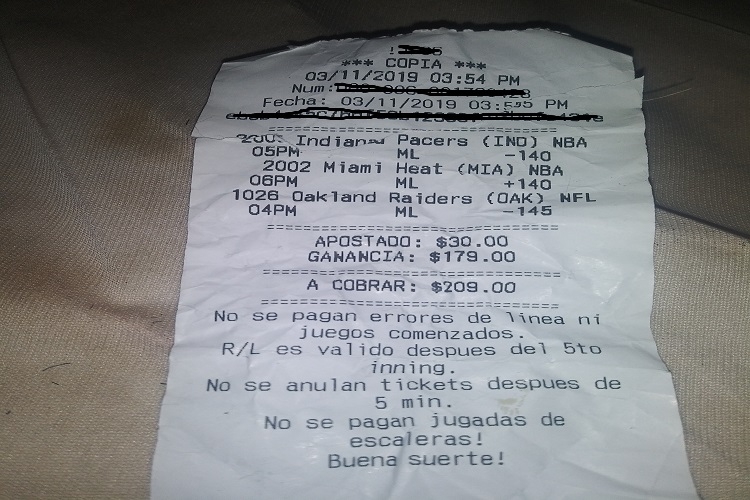 *** COPIA ***
03/11/2019 03:54 PM
Num:
Fecha: 03/11/2019 PM
==============================
Indiana Pacers (IND) NBA
05PM ML -140
2002 Miami Heat (MIA) NBA
06PM ML +140
1026 Oakland Raiders (OAK) NFL
04PM ML -145
==============================
APOSTADO: $30.00
GANANCIA: $179.00
==============================
A COBRAR: $209.00
==============================
No se pagan errores de linea ni
juegos comenzados.
R/L es valido despues del 5to
inning.
No se anulan tickets despues de
5 min.
No se pagan jugadas de
escaleras!
Buena suerte!